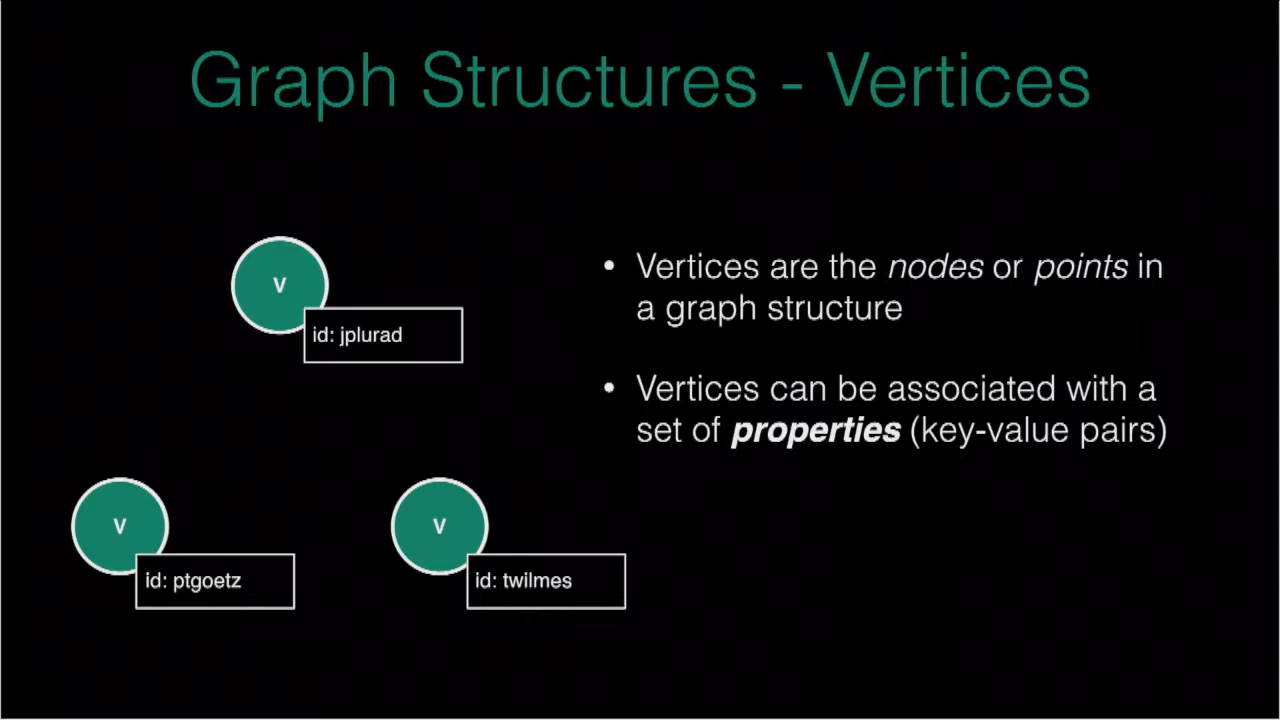 Graph Structures - Vertices
V
id: jplurad
V
id: ptgoetz
V
id: twilmes
• Vertices are the nodes or points in
a graph structure
• Vertices can be associated with a
set of properties (key-value pairs)